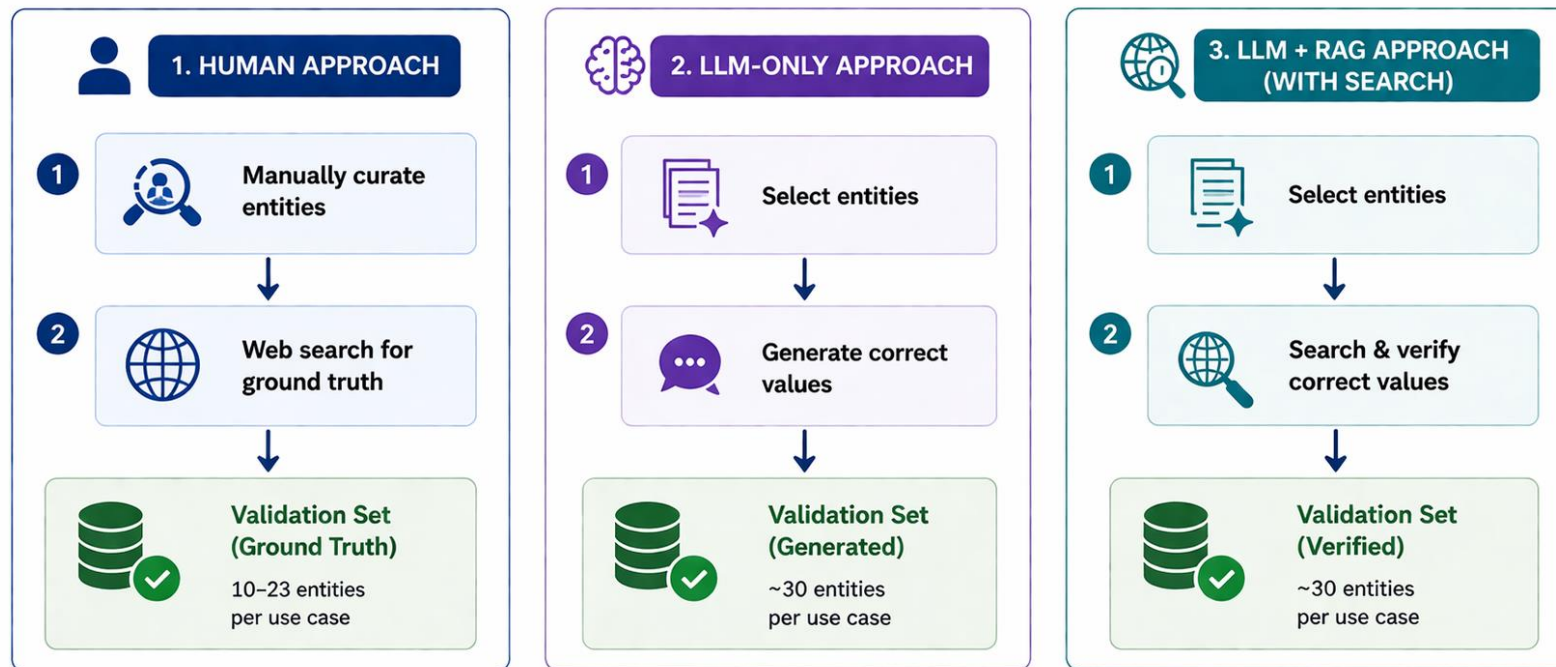 1. HUMAN APPROACH
1
Manually curate
entities
2
Web search for
ground truth
Validation Set
(Ground Truth)
10–23 entities
per use case
2. LLM-ONLY APPROACH
1
Select entities
2
Generate correct
values
Validation Set
(Generated)
~30 entities
per use case
3. LLM + RAG APPROACH
(WITH SEARCH)
1
Select entities
2
Search & verify
correct values
Validation Set
(Verified)
~30 entities
per use case